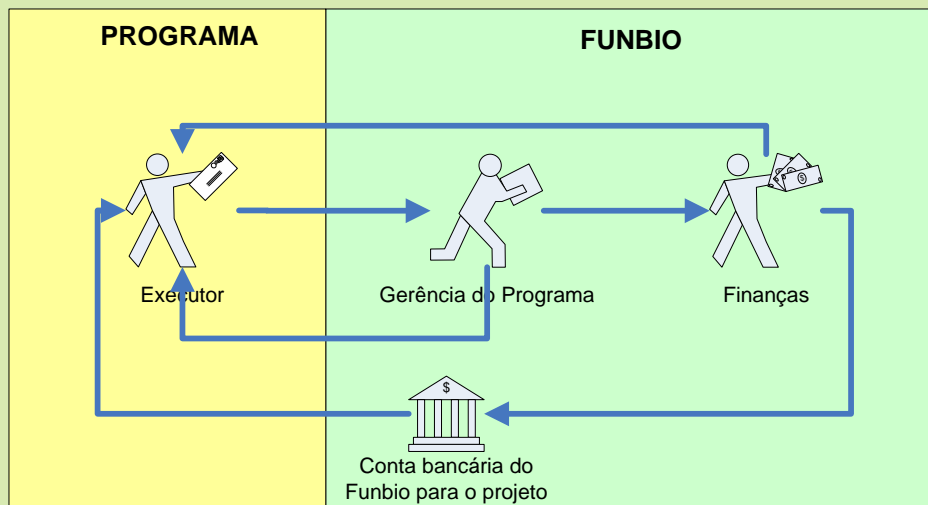 PROGRAMA
FUNBIO
Executor
Gerência do Programa
Finanças
$
Conta bancária do
Funbio para o projeto